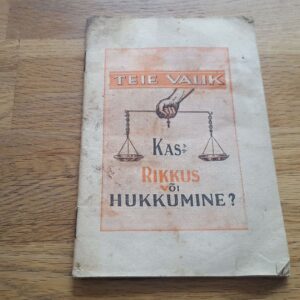 TEIE VALIK
KAS:
RIKKUS
VÕI
HUKKUMINE?